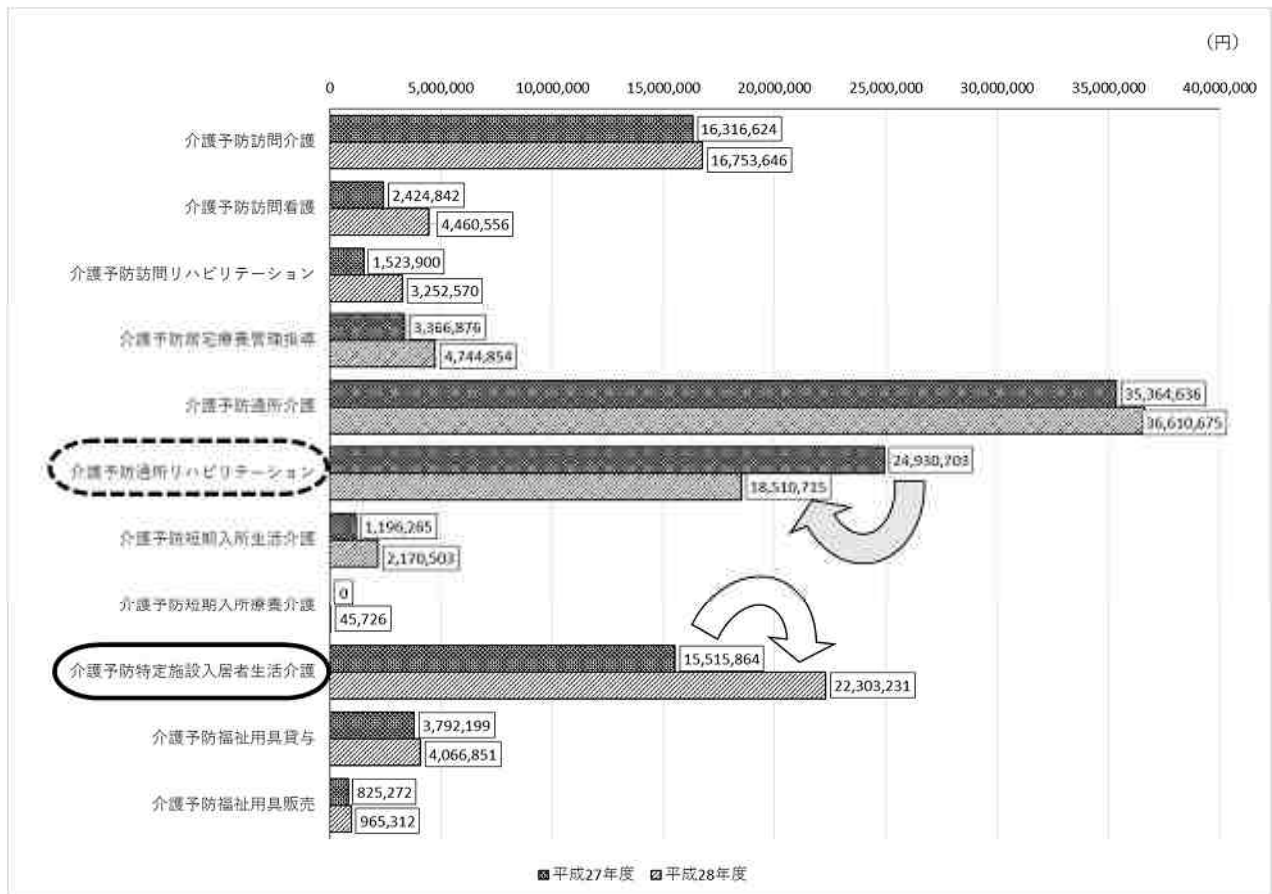 (円)
0 5,000,000 10,000,000 15,000,000 20,000,000 25,000,000 30,000,000 35,000,000 40,000,000
介護予防訪問介護
16,316,624
16,753,646
介護予防訪問看護
2,424,842
4,460,556
介護予防訪問リハビリテーション
1,523,900
3,252,570
介護予防居宅療養管理指導
3,366,876
4,744,854
介護予防通所介護
35,364,636
36,610,675
介護予防通所リハビリテーション
24,930,703
18,510,715
介護予防短期入所生活介護
1,196,265
2,170,503
介護予防短期入所療養介護
0
45,726
介護予防特定施設入居者生活介護
15,515,864
22,303,231
介護予防福祉用具貸与
3,792,199
4,066,851
介護予防福祉用具販売
825,272
965,312
平成27年度 平成28年度